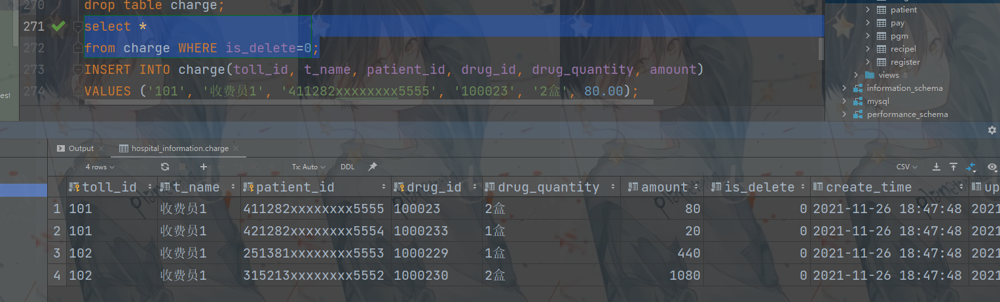 270 drop table charge;
271 select *
272 from charge WHERE is_delete=0;
273 INSERT INTO charge(toll_id, t_name, patient_id, drug_id, drug_quantity, amount)
274 VALUES ('101', '收费员1', '411282xxxxxxxx5555', '100023', '2盒', 80.00);
est
patient
pay
pgm
recipel
register
views 8
information_schema
mysql
performance_schema
Output hospital_information.charge
4 rows Tx: Auto DDL CSV
toll_id t_name patient_id drug_id drug_quantity amount is_delete create_time up
1 101 收费员1 411282xxxxxxxx5555 100023 2盒 80 0 2021-11-26 18:47:48 2021
2 101 收费员1 421282xxxxxxxx5554 1000233 1盒 20 0 2021-11-26 18:47:48 2021
3 102 收费员1 251381xxxxxxxx5553 1000229 1盒 440 0 2021-11-26 18:47:48 2021
4 102 收费员1 315213xxxxxxxx5552 1000230 2盒 1080 0 2021-11-26 18:47:48 2021